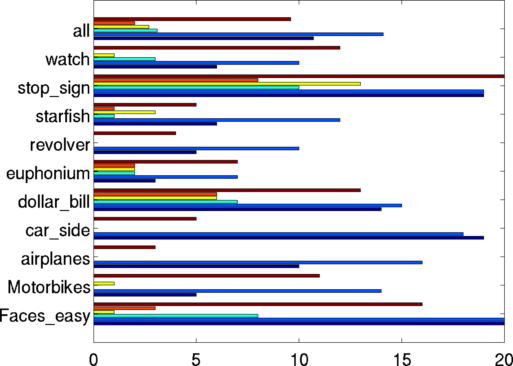 all
watch
stop_sign
starfish
revolver
euphonium
dollar_bill
car_side
airplanes
Motorbikes
Faces_easy
0 5 10 15 20